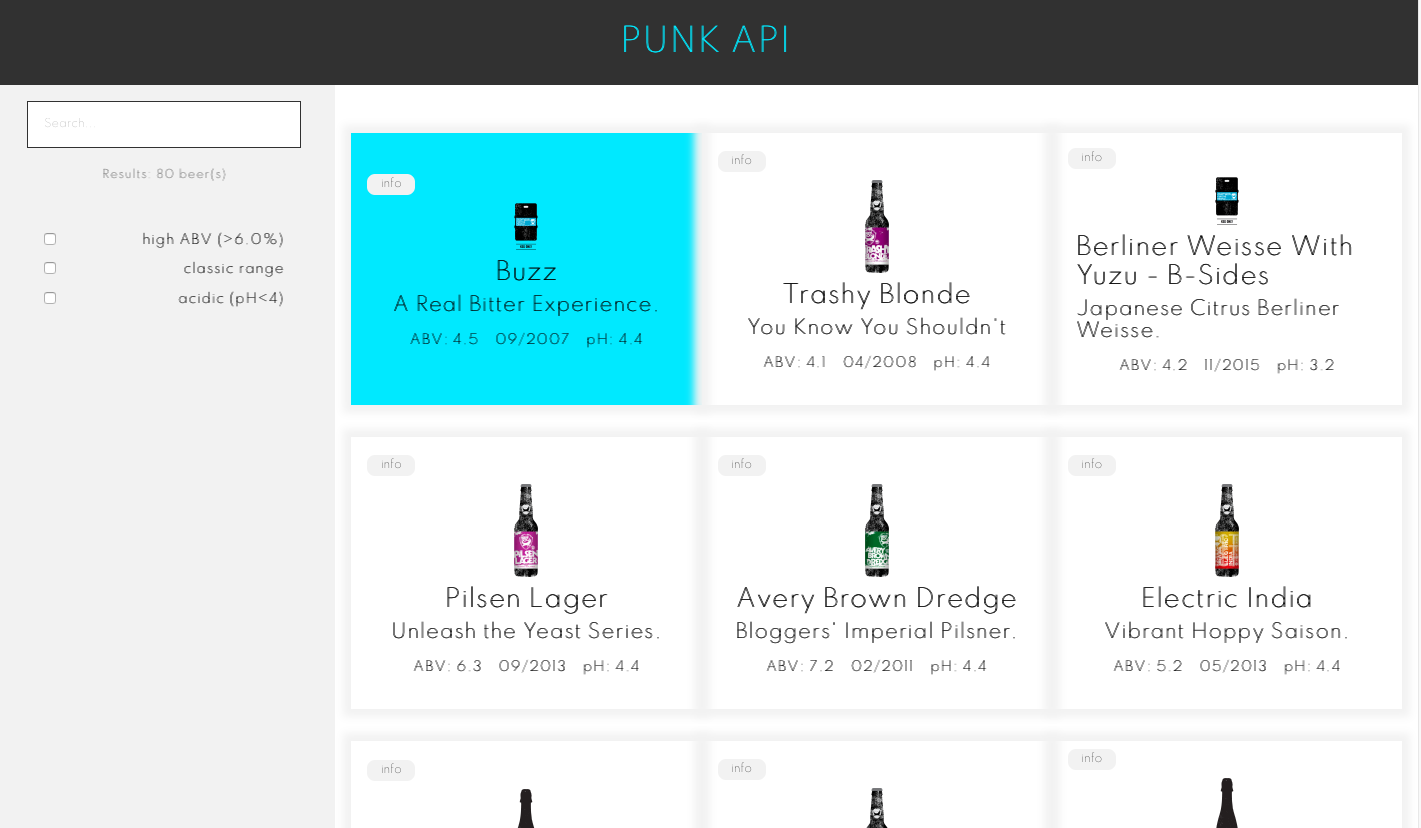 PUNK API
Search...
Results: 80 beer(s)
high ABV (>6.0%)
classic range
acidic (pH<4)
info
Buzz
A Real Bitter Experience.
ABV: 4.5 09/2007 pH: 4.4
info
Trashy Blonde
You Know You Shouldn't
ABV: 4.1 04/2008 pH: 4.4
info
Berliner Weisse With
Yuzu - B-Sides
Japanese Citrus Berliner
Weisse.
ABV: 4.2 11/2015 pH: 3.2
info
PILSEN
LAGER
Pilsen Lager
Unleash the Yeast Series.
ABV: 6.3 09/2013 pH: 4.4
info
Avery Brown Dredge
Bloggers' Imperial Pilsner.
ABV: 7.2 02/2011 pH: 4.4
info
Electric India
Vibrant Hoppy Saison.
ABV: 5.2 05/2013 pH: 4.4
info
info
info